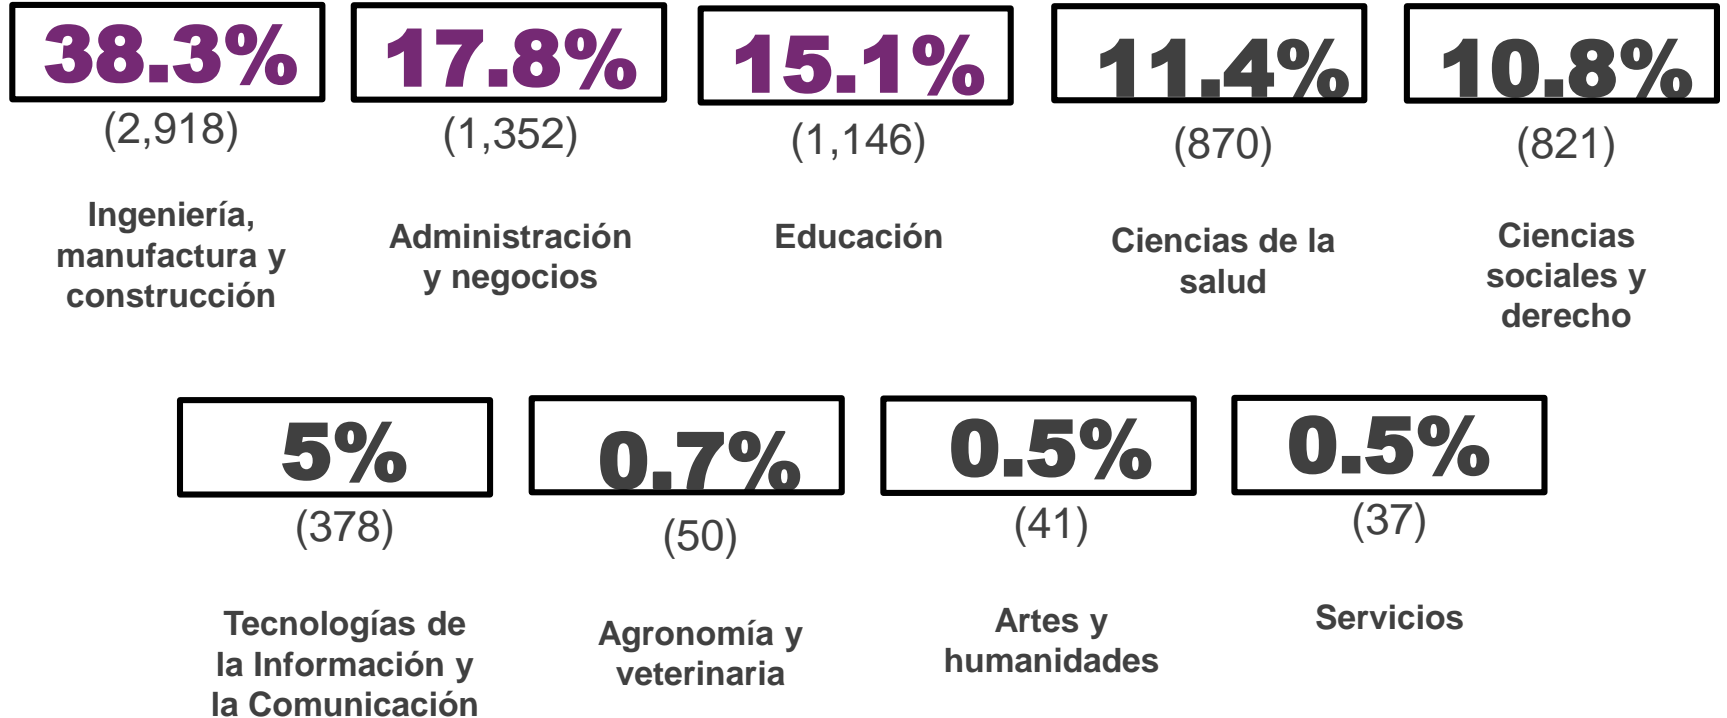 38.3%
(2,918)
Ingeniería,
manufactura y
construcción
17.8%
(1,352)
Administración
y negocios
15.1%
(1,146)
Educación
11.4%
(870)
Ciencias de la
salud
10.8%
(821)
Ciencias
sociales y
derecho
5%
(378)
Tecnologías de
la Información y
la Comunicación
0.7%
(50)
Agronomía y
veterinaria
0.5%
(41)
Artes y
humanidades
0.5%
(37)
Servicios